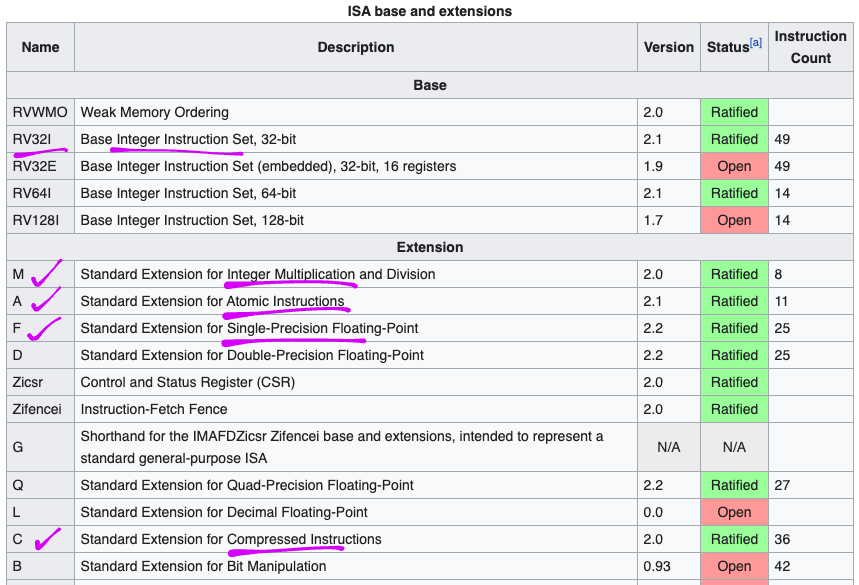 ISA base and extensions
Name Description Version Status[a] Instruction Count
Base
RVWMO Weak Memory Ordering 2.0 Ratified
RV32I Base Integer Instruction Set, 32-bit 2.1 Ratified 49
RV32E Base Integer Instruction Set (embedded), 32-bit, 16 registers 1.9 Open 49
RV64I Base Integer Instruction Set, 64-bit 2.1 Ratified 14
RV128I Base Integer Instruction Set, 128-bit 1.7 Open 14
Extension
M Standard Extension for Integer Multiplication and Division 2.0 Ratified 8
A Standard Extension for Atomic Instructions 2.1 Ratified 11
F Standard Extension for Single-Precision Floating-Point 2.2 Ratified 25
D Standard Extension for Double-Precision Floating-Point 2.2 Ratified 25
Zicsr Control and Status Register (CSR) 2.0 Ratified
Zifencei Instruction-Fetch Fence 2.0 Ratified
G Shorthand for the IMAFDZicsr Zifencei base and extensions, intended to represent a
standard general-purpose ISA N/A N/A
Q Standard Extension for Quad-Precision Floating-Point 2.2 Ratified 27
L Standard Extension for Decimal Floating-Point 0.0 Open
C Standard Extension for Compressed Instructions 2.0 Ratified 36
B Standard Extension for Bit Manipulation 0.93 Open 42